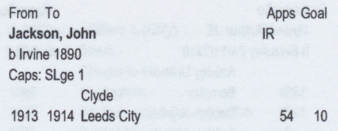 From To Apps Goal
Jackson, John IR
b Irvine 1890
Caps: SLge 1
Clyde
1913 1914 Leeds City 54 10